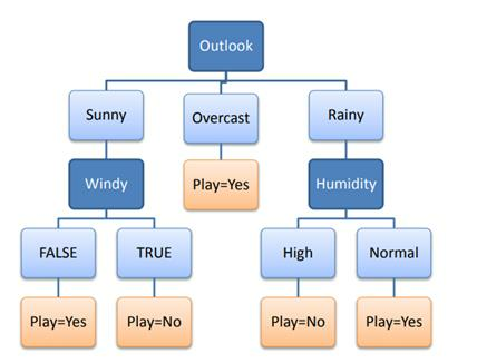 Outlook
Sunny
Overcast
Rainy
Windy
Play=Yes
Humidity
FALSE
TRUE
High
Normal
Play=Yes
Play=No
Play=No
Play=Yes